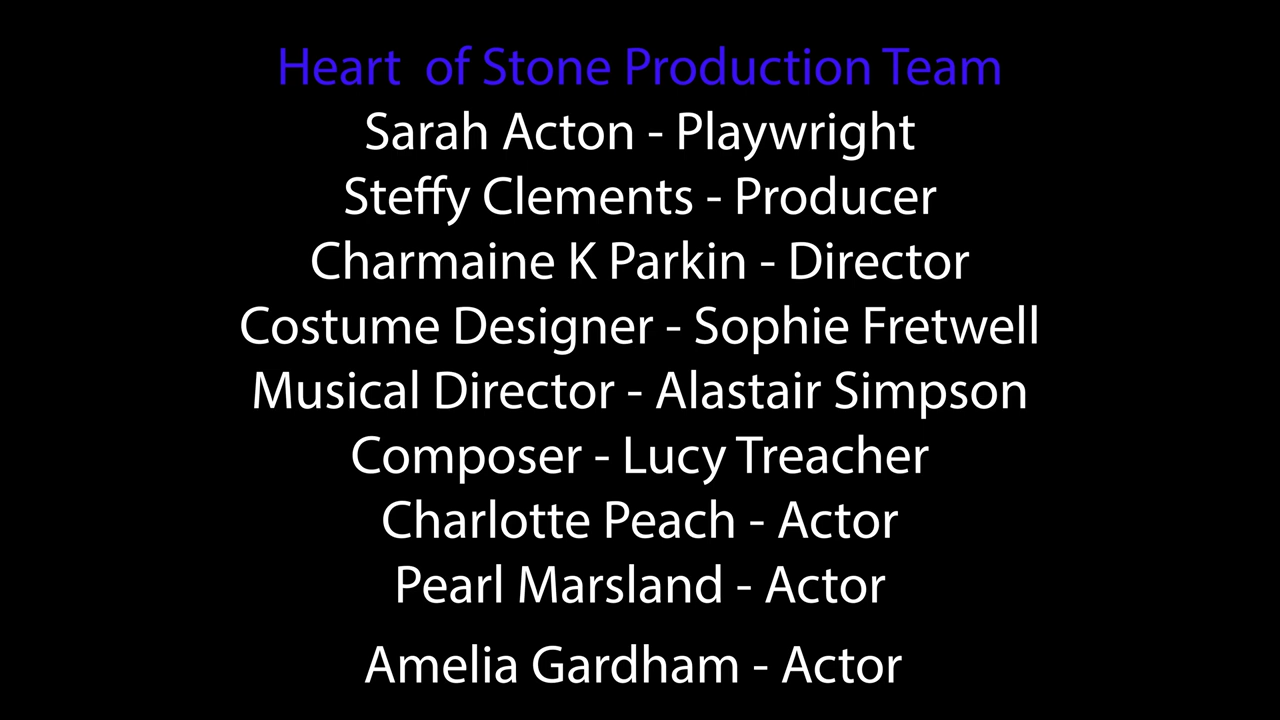 Heart  of Stone Production Team
Sarah Acton - Playwright
Steffy Clements - Producer
Charmaine K Parkin - Director
Costume Designer - Sophie Fretwell
Musical Director - Alastair Simpson
Composer - Lucy Treacher
Charlotte Peach - Actor
Pearl Marsland - Actor
Amelia Gardham - Actor